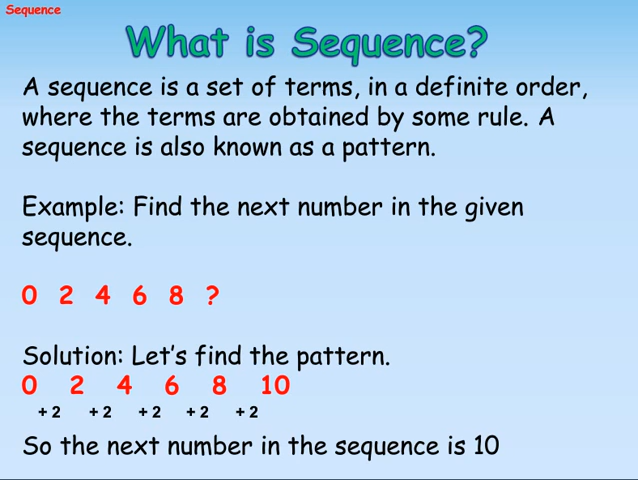 Sequence
What is Sequence?
A sequence is a set of terms, in a definite order,
where the terms are obtained by some rule. A
sequence is also known as a pattern.
Example: Find the next number in the given
sequence.
0 2 4 6 8 ?
Solution: Let's find the pattern.
0 2 4 6 8 10
+ 2 + 2 + 2 + 2 + 2
So the next number in the sequence is 10